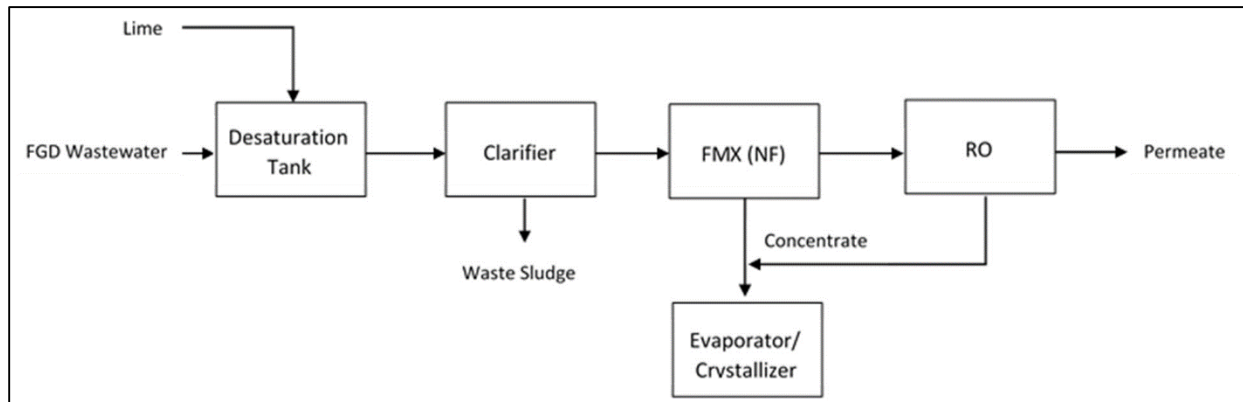 Lime
FGD Wastewater
Desaturation
Tank
Clarifier
FMX (NF)
RO
Permeate
Concentrate
Waste Sludge
Evaporator/
Crvstallizer